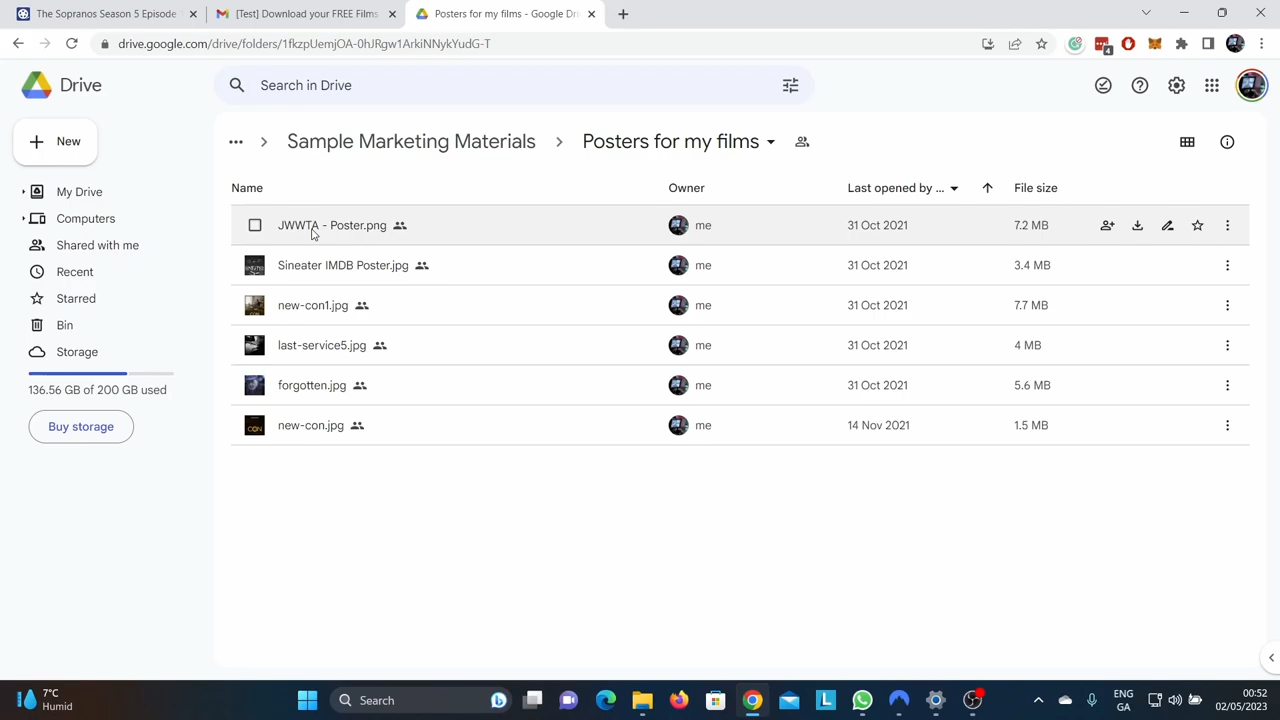 The Sopranos Season 5 Episode
[Test] Download your FREE Films
Posters for my films - Google Dri
drive.google.com/drive/folders/1fkzpUemjOA-0hJRgw1ArkiNNykYudG-T
4
Drive
Search in Drive
New
Sample Marketing Materials
Posters for my films
My Drive
Computers
Shared with me
Recent
Starred
Bin
Storage
136.56 GB of 200 GB used
Buy storage
Name Owner Last opened by ... File size
JWWTA - Poster.png me 31 Oct 2021 7.2 MB
Sineater IMDB Poster.jpg me 31 Oct 2021 3.4 MB
new-con1.jpg me 31 Oct 2021 7.7 MB
last-service5.jpg me 31 Oct 2021 4 MB
forgotten.jpg me 31 Oct 2021 5.6 MB
new-con.jpg me 14 Nov 2021 1.5 MB
7°C
Humid
Search
ENG
GA
00:52
02/05/2023